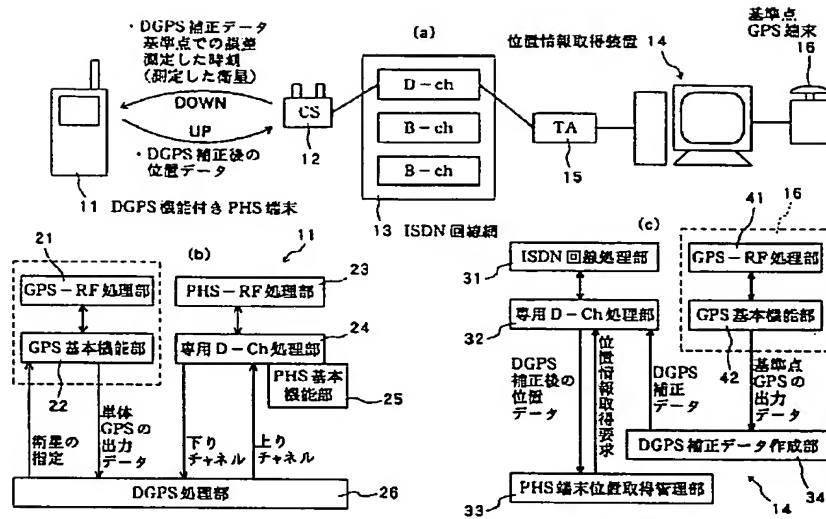 (a)
・DGPS補正データ
基準点での誤差
測定した時刻
(測定した衛星)
DOWN
UP
・DGPS補正後の
位置データ
11 DGPS機能付きPHS端末
CS
12
D-ch
B-ch
B-ch
13 ISDN回線網
TA
15
位置情報取得装置
14
基準点
GPS端末
16
(b)
11
21
GPS-RF処理部
GPS基本機能部
22
PHS-RF処理部
23
専用D-Ch処理部
24
PHS基本
機能部
25
衛星の
指定
単体
GPSの
出力
データ
下り
チャネル
上り
チャネル
DGPS処理部
26
(c)
ISDN回線処理部
31
専用D-Ch処理部
32
41
16
GPS-RF処理部
GPS基本機能部
42
DGPS
補正後の
位置
データ
位置情報取得要求
DGPS
補正
データ
基準点
GPSの
出力
データ
DGPS補正データ作成部
34
PHS端末位置取得管理部
33
14